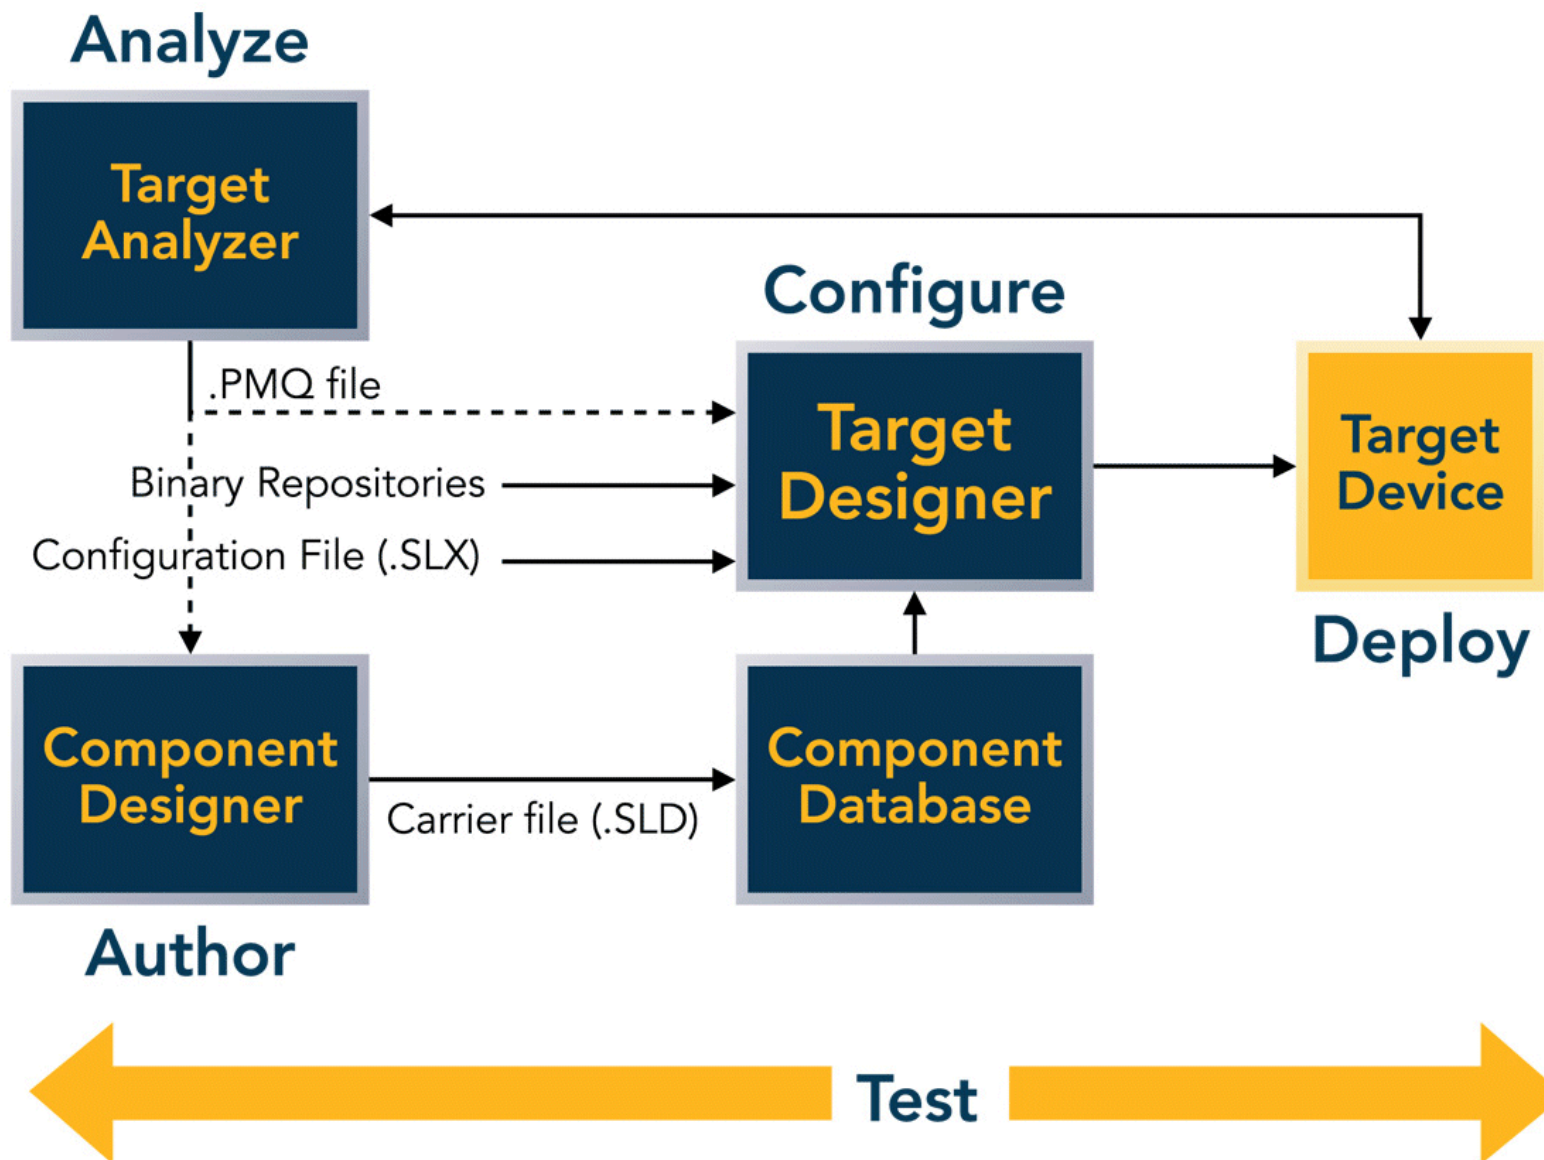 Analyze
Target
Analyzer
Configure
.PMQ file
Binary Repositories
Configuration File (.SLX)
Target
Designer
Target
Device
Deploy
Component
Designer
Carrier file (.SLD)
Component
Database
Author
Test